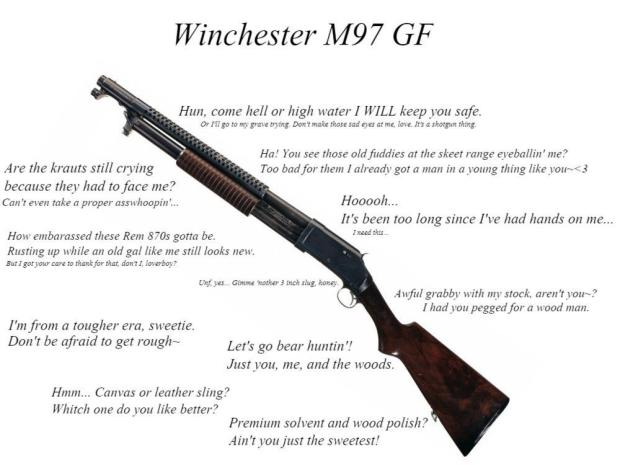 Winchester M97 GF
Hun, come hell or high water I WILL keep you safe.
Or I'll go to my grave trying. Don't make those sad eyes at me, love. It's a shotgun thing.
Ha! You see those old fuddies at the skeet range eyeballin' me?
Too bad for them I already got a man in a young thing like you~<3
Are the krauts still crying
because they had to face me?
Can't even take a proper asswhoopin'...
Hooooh...
It's been too long since I've had hands on me...
I need this...
How embarassed these Rem 870s gotta be.
Rusting up while an old gal like me still looks new.
But I got your care to thank for that, don't I, loverboy?
Unf, yes... Gimme 'nother 3 inch slug, honey.
Awful grabby with my stock, aren't you~?
I had you pegged for a wood man.
I'm from a tougher era, sweetie.
Don't be afraid to get rough~
Let's go bear huntin'!
Just you, me, and the woods.
Hmm... Canvas or leather sling?
Whitch one do you like better?
Premium solvent and wood polish?
Ain't you just the sweetest!